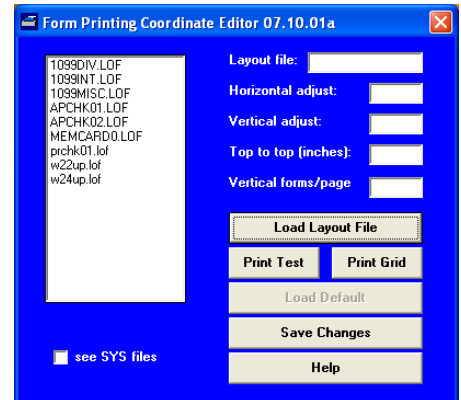 Form Printing Coordinate Editor 07.10.01a
1099DIV.LOF
1099INT.LOF
1099MISC.LOF
APCHK01.LOF
APCHK02.LOF
MEMCARD0.LOF
prchk01.lof
w22up.lof
w24up.lof
see SYS files
Layout file:
Horizontal adjust:
Vertical adjust:
Top to top (inches):
Vertical forms/page
Load Layout File
Print Test Print Grid
Load Default
Save Changes
Help